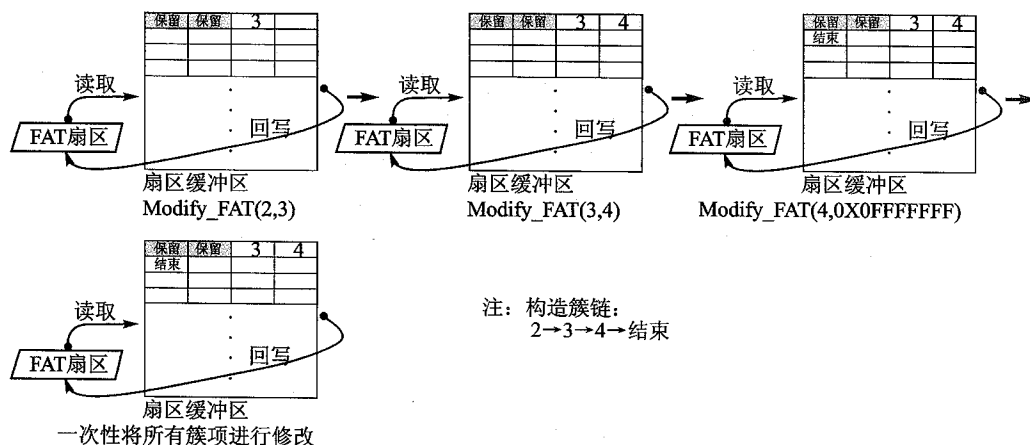 保留 保留 3
读取
FAT扇区
回写
扇区缓冲区
Modify_FAT(2,3)
保留 保留 3 4
读取
FAT扇区
回写
扇区缓冲区
Modify_FAT(3,4)
保留 保留 3 4
结束
读取
FAT扇区
回写
扇区缓冲区
Modify_FAT(4,0X0FFFFFFF)
保留 保留 3 4
结束
读取
FAT扇区
回写
扇区缓冲区
一次性将所有簇项进行修改
注：构造簇链：
2→3→4→结束